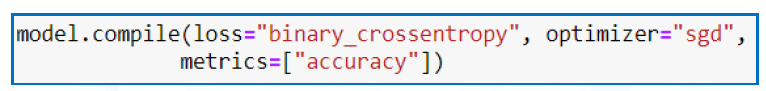 model.compile(loss="binary_crossentropy", optimizer="sgd",
metrics=["accuracy"])